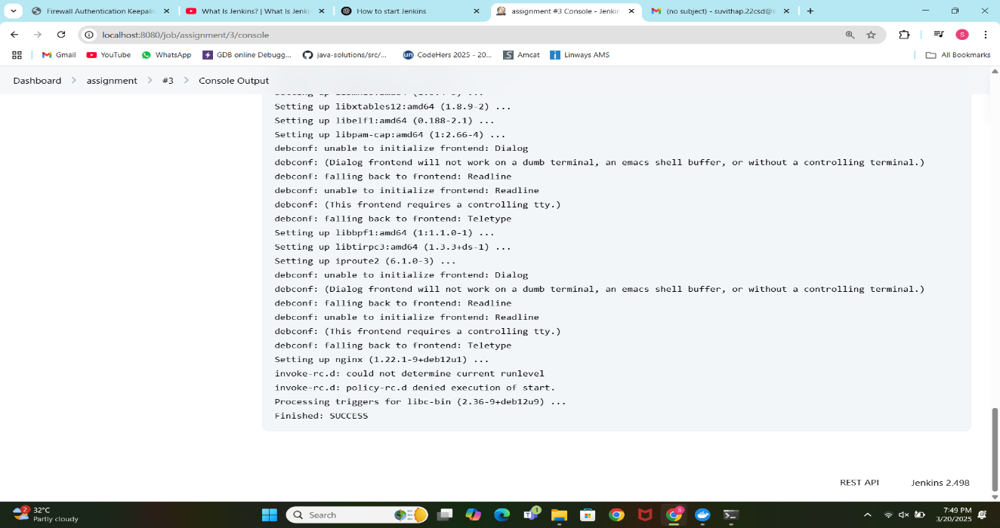 Firewall Authentication Keepaliv
What Is Jenkins? | What Is Jenki
How to start Jenkins
assignment #3 Console - Jenkin
(no subject) - suvithap.22csd@
localhost:8080/job/assignment/3/console
S
Gmail
YouTube
WhatsApp
GDB online Debugg...
java-solutions/src/...
un CodeHers 2025 - 20...
Amcat
Linways AMS
All Bookmarks
Dashboard > assignment > #3 > Console Output
Setting up libxtables12:amd64 (1.8.9-2) ...
Setting up libelf1:amd64 (0.188-2.1) ...
Setting up libpam-cap:amd64 (1:2.66-4) ...
debconf: unable to initialize frontend: Dialog
debconf: (Dialog frontend will not work on a dumb terminal, an emacs shell buffer, or without a controlling terminal.)
debconf: falling back to frontend: Readline
debconf: unable to initialize frontend: Readline
debconf: (This frontend requires a controlling tty.)
debconf: falling back to frontend: Teletype
Setting up libbpf1:amd64 (1:1.1.0-1) ...
Setting up libtirpc3:amd64 (1.3.3+ds-1) ...
Setting up iproute2 (6.1.0-3) ...
debconf: unable to initialize frontend: Dialog
debconf: (Dialog frontend will not work on a dumb terminal, an emacs shell buffer, or without a controlling terminal.)
debconf: falling back to frontend: Readline
debconf: unable to initialize frontend: Readline
debconf: (This frontend requires a controlling tty.)
debconf: falling back to frontend: Teletype
Setting up nginx (1.22.1-9+deb12u1) ...
invoke-rc.d: could not determine current runlevel
invoke-rc.d: policy-rc.d denied execution of start.
Processing triggers for libc-bin (2.36-9+deb12u9) ...
Finished: SUCCESS
REST API
Jenkins 2.498
2
32°C
Partly cloudy
Search
1
S
7:49 PM
3/20/2025